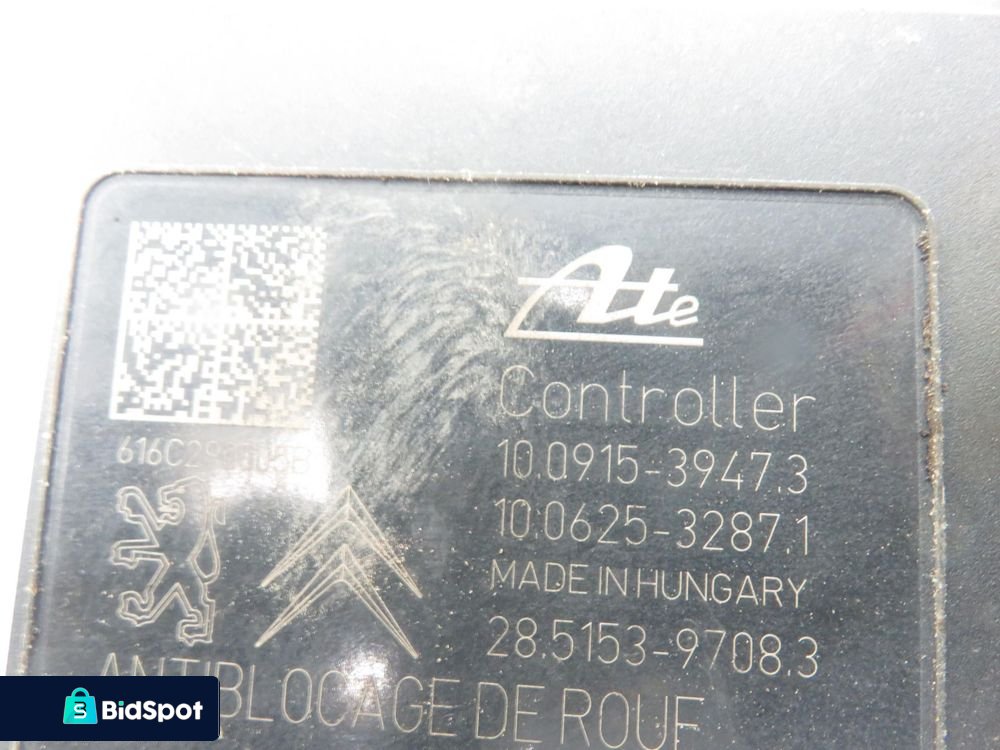 Ate
Controller
10.0915-3947.3
10.0625-3287.1
MADE IN HUNGARY
28.5153-9708.3
ANTIBLOCAGE DE ROUE
BidSpot